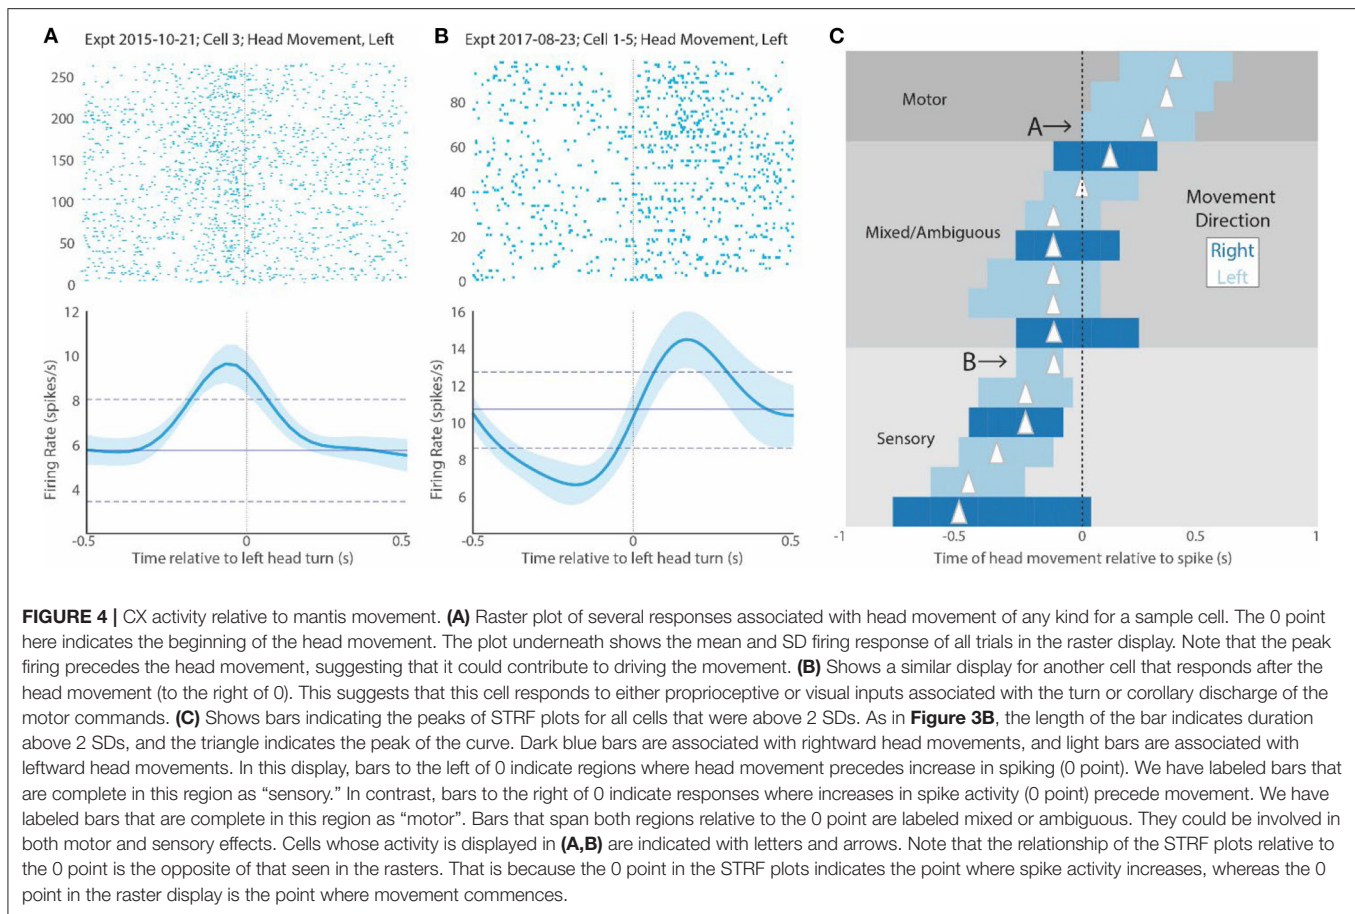 A Expt 2015-10-21; Cell 3; Head Movement, Left
250
200
150
100
50
0
12
10
8
6
4
Firing Rate (spikes/s)
-0.5 0 0.5
Time relative to left head turn (s)
B Expt 2017-08-23; Cell 1-5; Head Movement, Left
80
60
40
20
0
16
14
12
10
8
6
Firing Rate (spikes/s)
-0.5 0 0.5
Time relative to left head turn (s)
C
Motor
A→
Mixed/Ambiguous
Movement
Direction
Right
Left
B→
Sensory
-1 -0.5 0 0.5 1
Time of head movement relative to spike (s)
FIGURE 4 | CX activity relative to mantis movement. (A) Raster plot of several responses associated with head movement of any kind for a sample cell. The 0 point
here indicates the beginning of the head movement. The plot underneath shows the mean and SD firing response of all trials in the raster display. Note that the peak
firing precedes the head movement, suggesting that it could contribute to driving the movement. (B) Shows a similar display for another cell that responds after the
head movement (to the right of 0). This suggests that this cell responds to either proprioceptive or visual inputs associated with the turn or corollary discharge of the
motor commands. (C) Shows bars indicating the peaks of STRF plots for all cells that were above 2 SDs. As in Figure 3B, the length of the bar indicates duration
above 2 SDs, and the triangle indicates the peak of the curve. Dark blue bars are associated with rightward head movements, and light bars are associated with
leftward head movements. In this display, bars to the left of 0 indicate regions where head movement precedes increase in spiking (0 point). We have labeled bars that
are complete in this region as “sensory.” In contrast, bars to the right of 0 indicate responses where increases in spike activity (0 point) precede movement. We have
labeled bars that are complete in this region as “motor”. Bars that span both regions relative to the 0 point are labeled mixed or ambiguous. They could be involved in
both motor and sensory effects. Cells whose activity is displayed in (A,B) are indicated with letters and arrows. Note that the relationship of the STRF plots relative to
the 0 point is the opposite of that seen in the rasters. That is because the 0 point in the STRF plots indicates the point where spike activity increases, whereas the 0
point in the raster display is the point where movement commences.